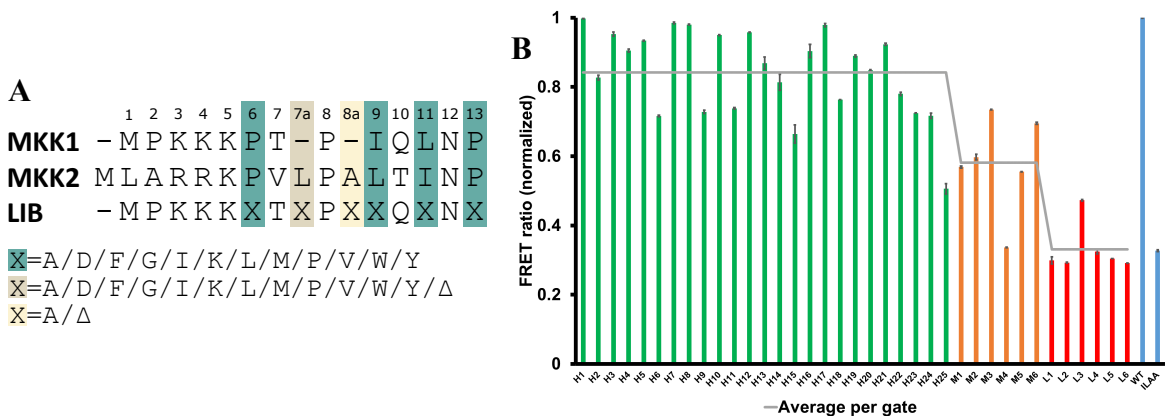 A
1 2 3 4 5 6 7 7a 8 8a 9 10 11 12 13
MKK1 -MPKKKPT-P-IQLNP
MKK2 MLARRKPVLPALTINP
LIB -MPKKKXTXPXXQXNX
X=A/D/F/G/I/K/L/M/P/V/W/Y
X=A/D/F/G/I/K/L/M/P/V/W/Y/Δ
X=A/Δ
B
FRET ratio (normalized)
1
0.8
0.6
0.4
0.2
0
H1 H2 H3 H4 H5 H6 H7 H8 H9 H10 H11 H12 H13 H14 H15 H16 H17 H18 H19 H20 H21 H22 H23 H24 H25 M1 M2 M3 M4 M5 M6 L1 L2 L3 L4 L5 L6 WT ILAA
Average per gate